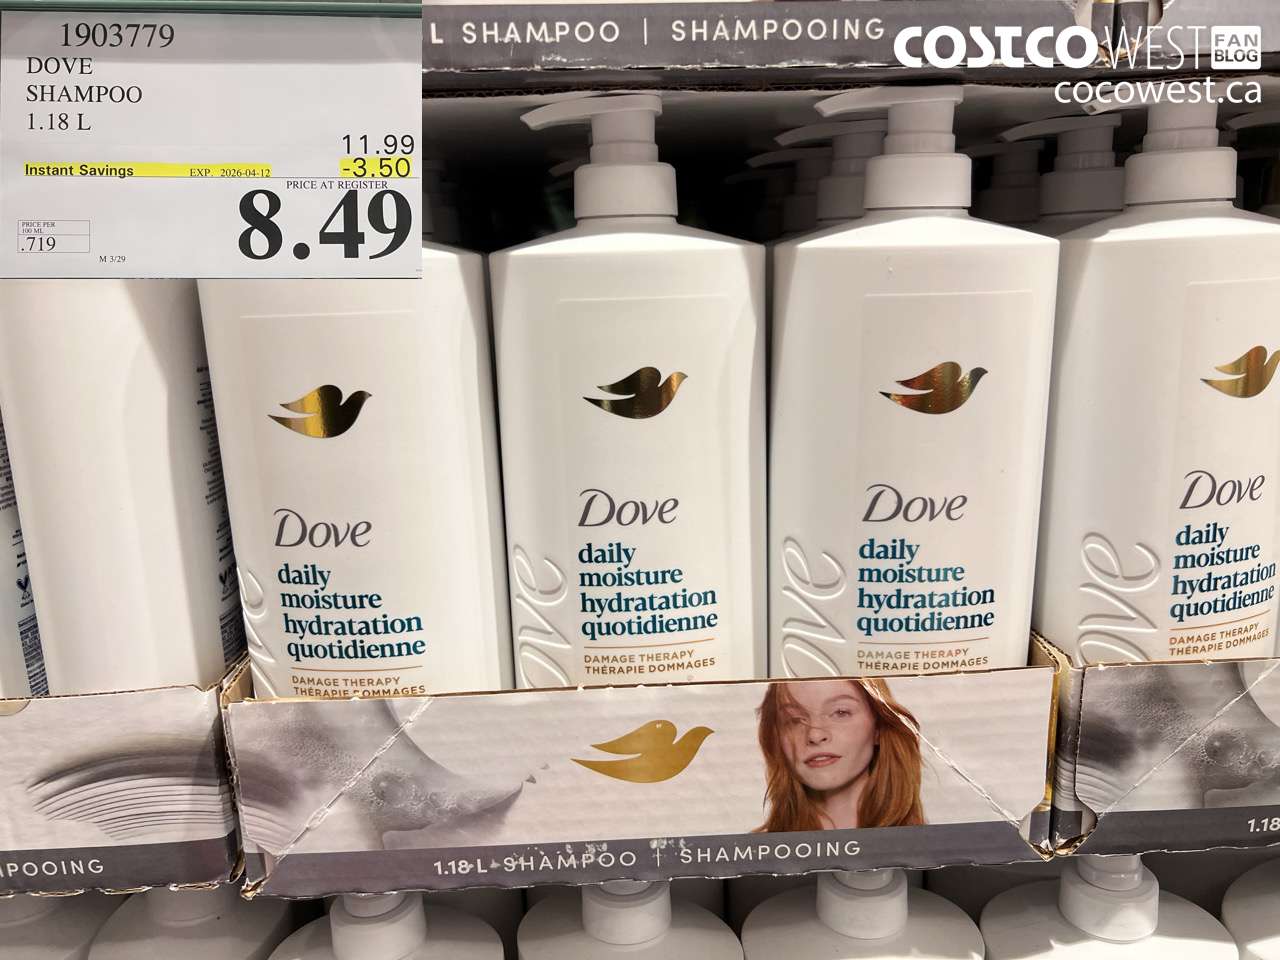 1903779
DOVE
SHAMPOO
1.18 L
11.99
Instant Savings EXP. 2026-04-12 -3.50
PRICE AT REGISTER
8.49
PRICE PER
100 ML
.719
M 3/29
L SHAMPOO | SHAMPOOING
COSTCO WEST FAN BLOG
cocowest.ca
Dove
daily
moisture
hydratation
quotidienne
DAMAGE THERAPY
THÉRAPIE DOMMAGES
Dove
daily
moisture
hydratation
quotidienne
DAMAGE THERAPY
THÉRAPIE DOMMAGES
Dove
daily
moisture
hydratation
quotidienne
DAMAGE THERAPY
THÉRAPIE DOMMAGES
Dove
daily
moisture
hydratation
quotidienne
DAMAGE THERAPY
THÉRAPIE DOMMAGES
MPOOING
1.18 L SHAMPOO | SHAMPOOING
1.18